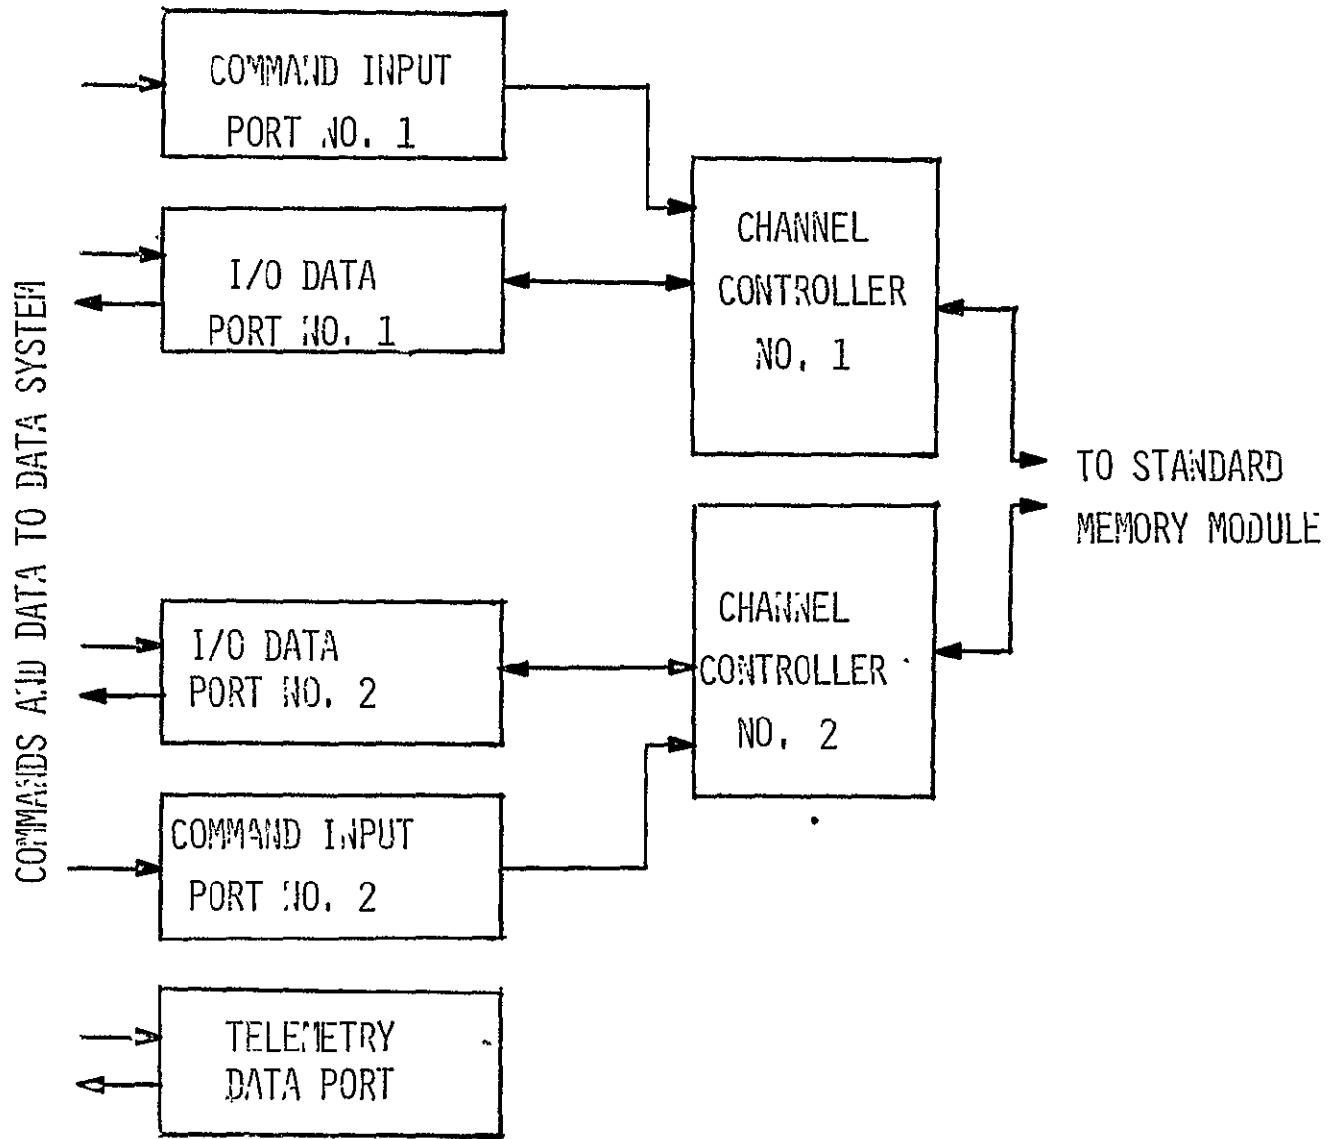 COMMAND INPUT
PORT NO. 1
I/O DATA
PORT NO. 1
CHANNEL
CONTROLLER
NO. 1
COMMANDS AND DATA TO DATA SYSTEM
TO STANDARD
MEMORY MODULE
CHANNEL
CONTROLLER
NO. 2
I/O DATA
PORT NO. 2
COMMAND INPUT
PORT NO. 2
TELEMETRY
DATA PORT